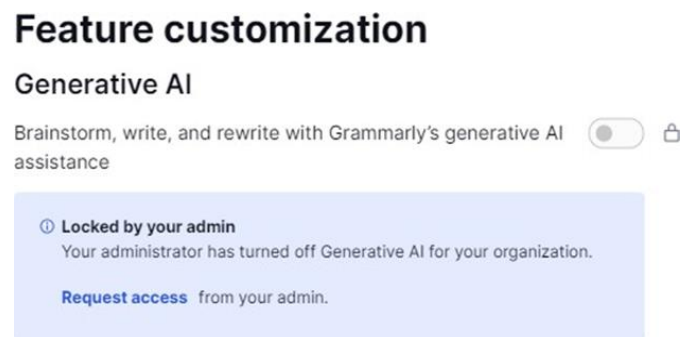 Feature customization
Generative AI
Brainstorm, write, and rewrite with Grammarly's generative AI
assistance
Locked by your admin
Your administrator has turned off Generative AI for your organization.
Request access from your admin.